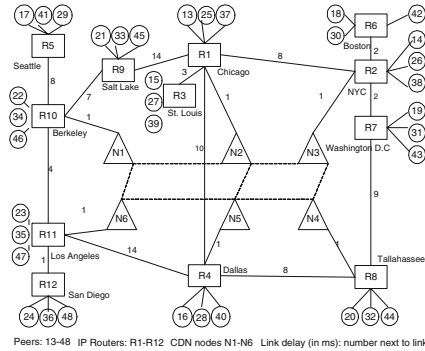 17 41 29
R5
Seattle
21 33 45
R9
Salt Lake
14
13 25 37
R1
Chicago
8
18
30
R6
42
Boston
2
14
R2
26
NYC
38
8
7
3
15
R3
27
St. Louis
39
1
1
2
22
R10
34
Berkeley
46
1
R7
19
31
Washington D.C
43
N1
N2
N3
10
4
9
1
N6
N5
N4
23
R11
35
Los Angeles
47
14
1
1
Tallahassee
1
R12
San Diego
R4
Dallas
8
R8
24 36 48
16 28 40
20 32 44
Peers: 13-48 IP Routers: R1-R12 CDN nodes N1-N6 Link delay (in ms): number next to link